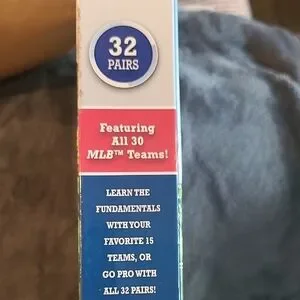 32
PAIRS
Featuring
All 30
MLB™ Teams!
LEARN THE
FUNDAMENTALS
WITH YOUR
FAVORITE 15
TEAMS, OR
GO PRO WITH
ALL 32 PAIRS!